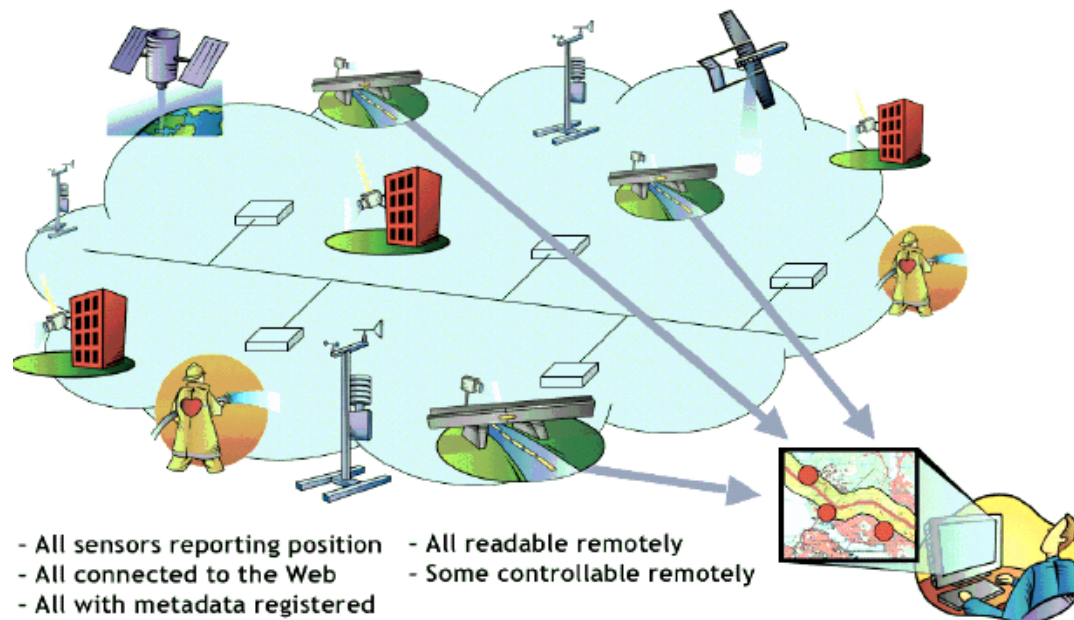 - All sensors reporting position
- All connected to the Web
- All with metadata registered
- All readable remotely
- Some controllable remotely